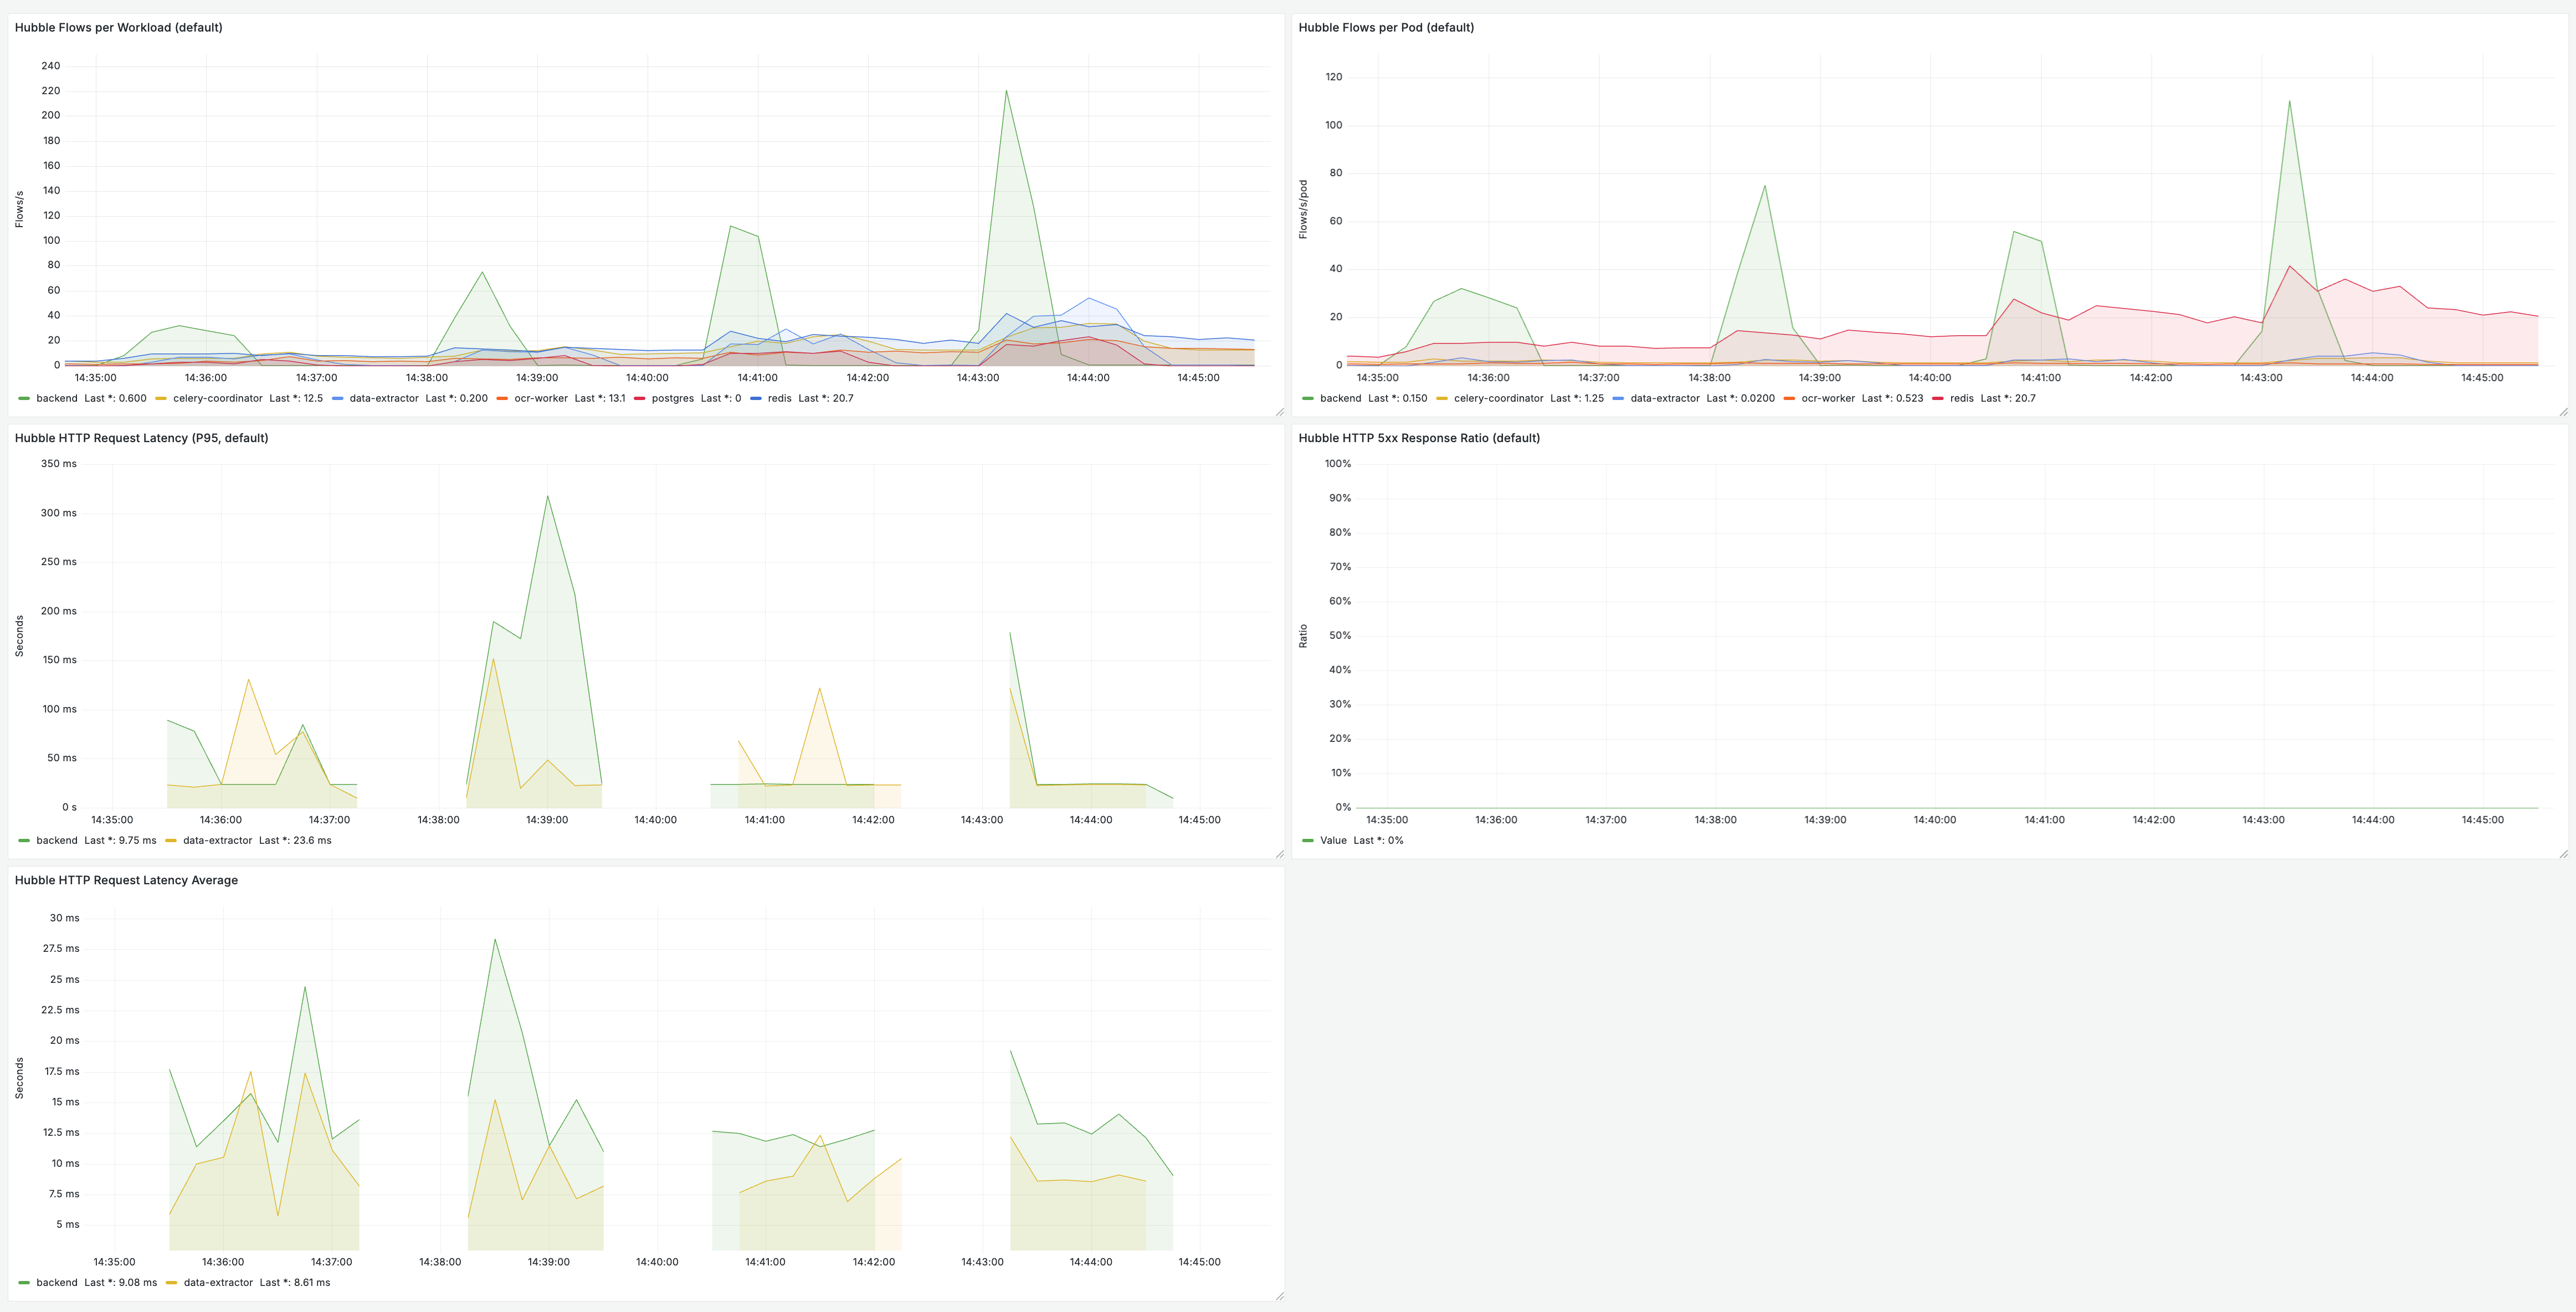 Hubble Flows per Workload (default)
Flows/s
240
220
200
180
160
140
120
100
80
60
40
20
0
14:35:00 14:36:00 14:37:00 14:38:00 14:39:00 14:40:00 14:41:00 14:42:00 14:43:00 14:44:00 14:45:00
backend Last *: 0.600 celery-coordinator Last *: 12.5 data-extractor Last *: 0.200 ocr-worker Last *: 13.1 postgres Last *: 0 redis Last *: 20.7
Hubble Flows per Pod (default)
Flows/s/pod
120
100
80
60
40
20
0
14:35:00 14:36:00 14:37:00 14:38:00 14:39:00 14:40:00 14:41:00 14:42:00 14:43:00 14:44:00 14:45:00
backend Last *: 0.150 celery-coordinator Last *: 1.25 data-extractor Last *: 0.0200 ocr-worker Last *: 0.523 redis Last *: 20.7
Hubble HTTP Request Latency (P95, default)
Seconds
350 ms
300 ms
250 ms
200 ms
150 ms
100 ms
50 ms
0 s
14:35:00 14:36:00 14:37:00 14:38:00 14:39:00 14:40:00 14:41:00 14:42:00 14:43:00 14:44:00 14:45:00
backend Last *: 9.75 ms data-extractor Last *: 23.6 ms
Hubble HTTP 5xx Response Ratio (default)
Ratio
100%
90%
80%
70%
60%
50%
40%
30%
20%
10%
0%
14:35:00 14:36:00 14:37:00 14:38:00 14:39:00 14:40:00 14:41:00 14:42:00 14:43:00 14:44:00 14:45:00
Value Last *: 0%
Hubble HTTP Request Latency Average
Seconds
30 ms
27.5 ms
25 ms
22.5 ms
20 ms
17.5 ms
15 ms
12.5 ms
10 ms
7.5 ms
5 ms
14:35:00 14:36:00 14:37:00 14:38:00 14:39:00 14:40:00 14:41:00 14:42:00 14:43:00 14:44:00 14:45:00
backend Last *: 9.08 ms data-extractor Last *: 8.61 ms